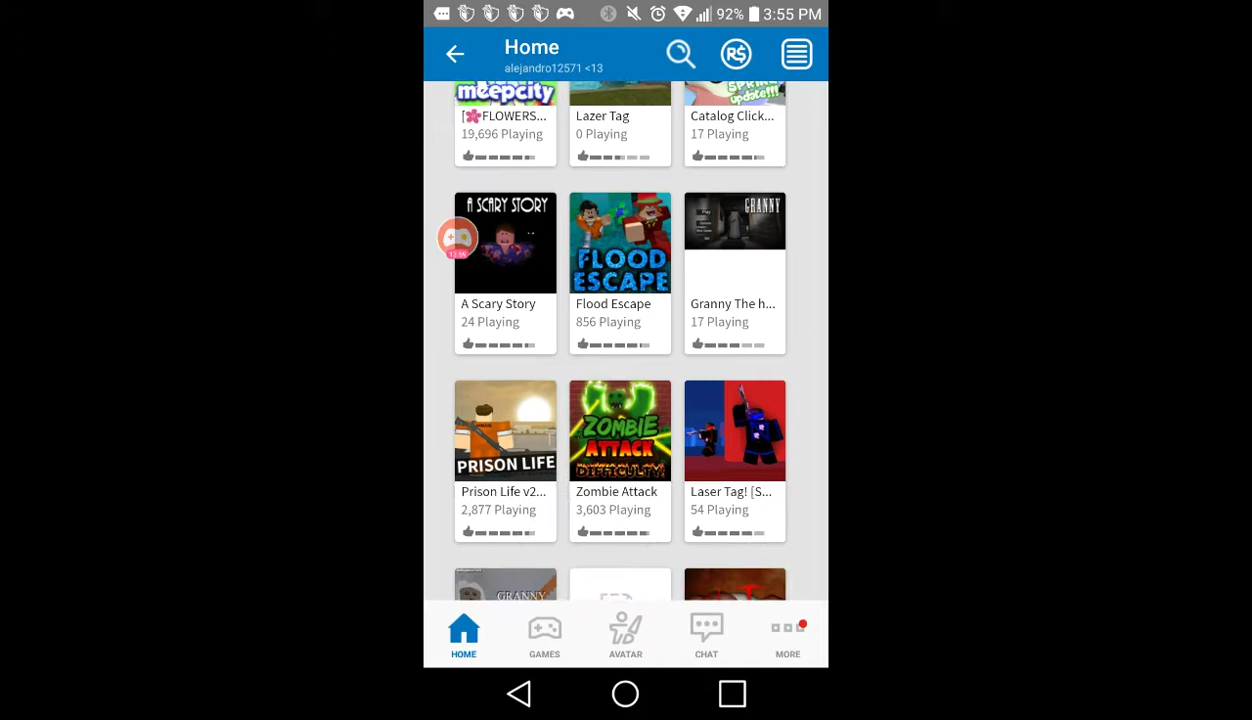 92% 3:55 PM
Home
alejandro12571 <13
R$
meepcity
SPRING
update!!!
[🌸FLOWERS... Lazer Tag Catalog Click...
19,696 Playing 0 Playing 17 Playing
A SCARY STORY
FLOOD
ESCAPE
GRANNY
A Scary Story Flood Escape Granny The h...
24 Playing 856 Playing 17 Playing
PRISON LIFE
ZOMBIE
ATTACK
DIFFICULTY!
Prison Life v2... Zombie Attack Laser Tag! [S...
2,877 Playing 3,603 Playing 54 Playing
GRANNY
HOME GAMES AVATAR CHAT MORE